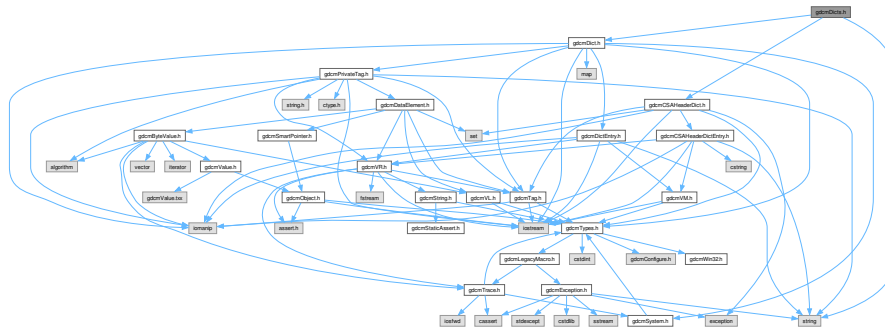 gdcmDicts.h
gdcmDict.h
gdcmPrivateTag.h
map
string.h
ctype.h
gdcmDataElement.h
set
gdcmCSAHeaderDict.h
gdcmByteValue.h
gdcmSmartPointer.h
gdcmDictEntry.h
gdcmCSAHeaderDictEntry.h
algorithm
vector
iterator
gdcmValue.h
gdcmVR.h
cstring
gdcmValue.txx
gdcmObject.h
fstream
gdcmString.h
gdcmVL.h
gdcmTag.h
gdcmVM.h
iomanip
assert.h
gdcmStaticAssert.h
iostream
gdcmTypes.h
gdcmLegacyMacro.h
cstdint
gdcmConfigure.h
gdcmWin32.h
gdcmTrace.h
gdcmException.h
iosfwd
cassert
stdexcept
cstdlib
sstream
gdcmSystem.h
exception
string